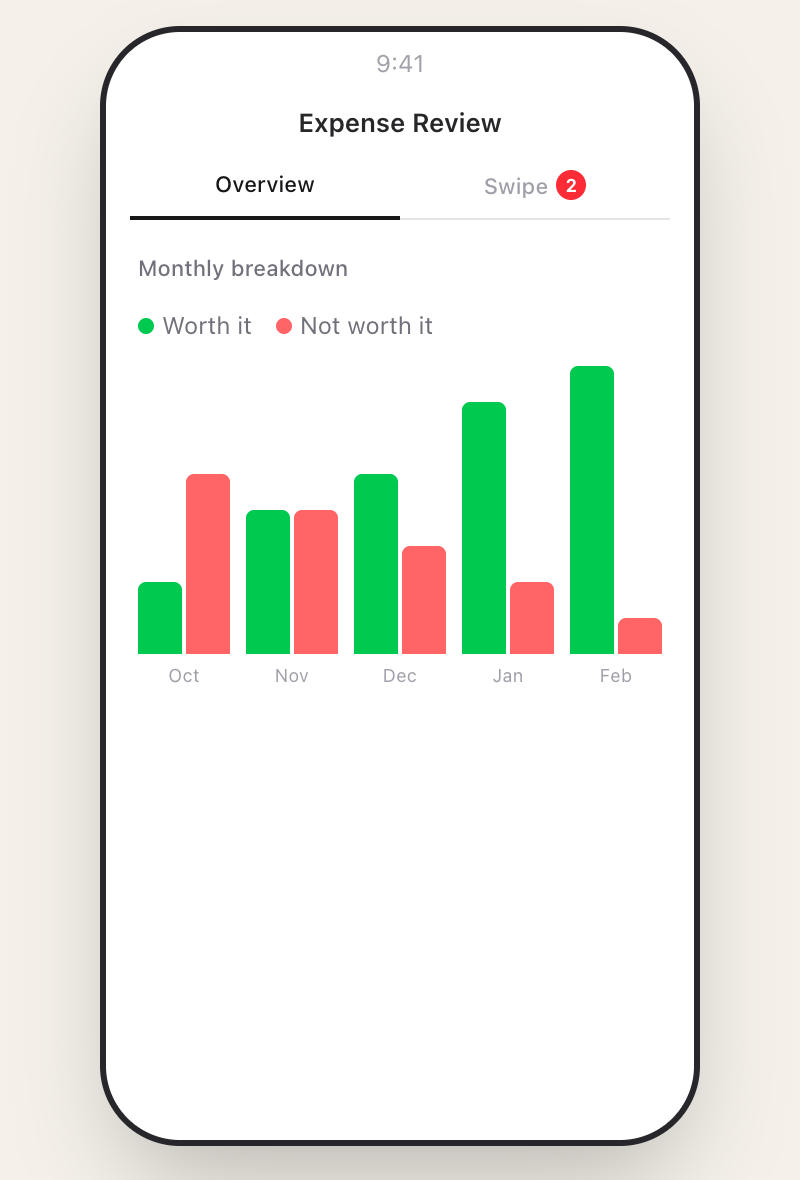 9:41
Expense Review
Overview
Swipe 2
Monthly breakdown
Worth it Not worth it
Oct Nov Dec Jan Feb